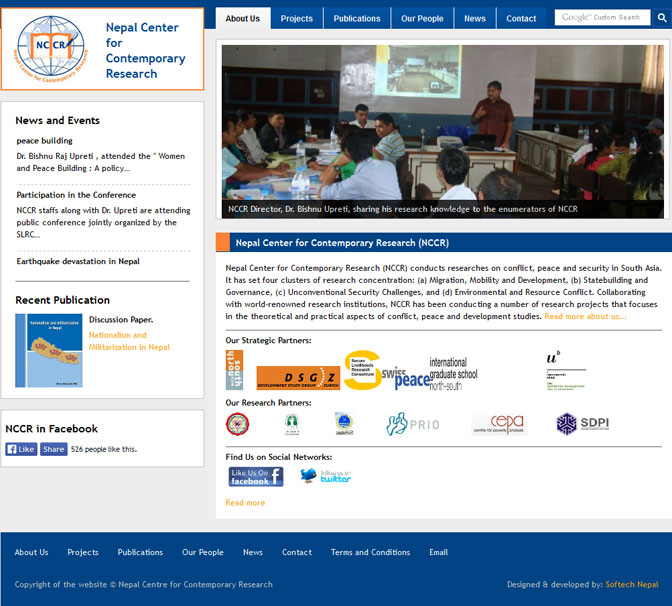 Nepal Center
for
Contemporary
Research
NCCR
Nepal Center for Contemporary Research
About Us
Projects
Publications
Our People
News
Contact
Google™ Custom Search
NCCR Director, Dr. Bishnu Upreti, sharing his research knowledge to the enumerators of NCCR
News and Events
peace building
Dr. Bishnu Raj Upreti , attended the " Women
and Peace Building : A policy...
Participation in the Conference
NCCR staffs along with Dr. Upreti are attending
public conference jointly organized by the
SLRC...
Earthquake devastation in Nepal
Recent Publication
Nationalism and militarization
in Nepal
Discussion Paper.
Nationalism and
Militarization in Nepal
NCCR in Facebook
Like
Share
526 people like this.
Nepal Center for Contemporary Research (NCCR)
Nepal Center for Contemporary Research (NCCR) conducts researches on conflict, peace and security in South Asia.
It has set four clusters of research concentration: (a) Migration, Mobility and Development, (b) Statebuilding and
Governance, (c) Unconventional Security Challenges, and (d) Environmental and Resource Conflict. Collaborating
with world-renowned research institutions, NCCR has been conducting a number of research projects that focuses
in the theoretical and practical aspects of conflict, peace and development studies. Read more about us...
Our Strategic Partners:
north
south
DSGZ
DEVELOPMENT STUDY GROUP ZURICH
Secure
Livelihoods
Research
Consortium
swiss
peace
international
graduate school
north-south
u b
Our Research Partners:
PRIO
cepa
centre for poverty analysis
SDPI
Find Us on Social Networks:
Like Us On
facebook
follow us on
twitter
Read more
About Us
Projects
Publications
Our People
News
Contact
Terms and Conditions
Email
Copyright of the website © Nepal Centre for Contemporary Research
Designed & developed by: Softech Nepal